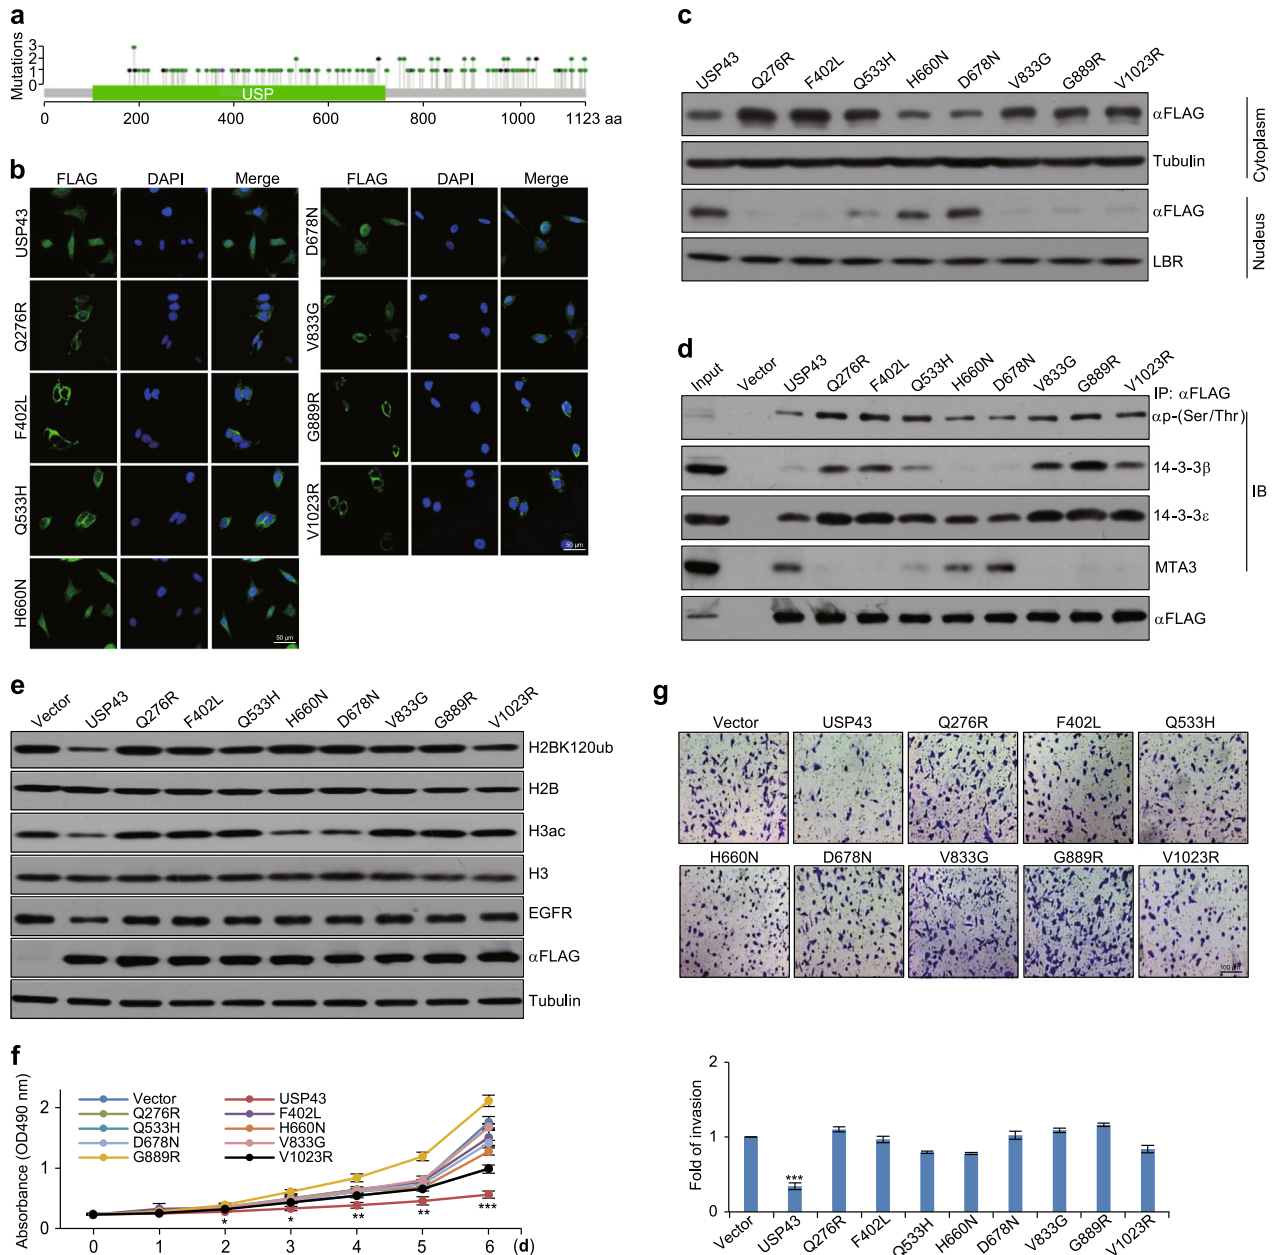 a
Mutations
3
2
1
0
USP
0
200
400
600
800
1000
1123 aa
b
FLAG
DAPI
Merge
FLAG
DAPI
Merge
USP43
Q276R
F402L
Q533H
H660N
50 μm
D678N
V833G
G889R
V1023R
50 μm
c
USP43
Q276R
F402L
Q533H
H660N
D678N
V833G
G889R
V1023R
αFLAG
Tubulin
Cytoplasm
αFLAG
LBR
Nucleus
d
Input
Vector
USP43
Q276R
F402L
Q533H
H660N
D678N
V833G
G889R
V1023R
IP: αFLAG
αp-(Ser/Thr)
14-3-3β
14-3-3ε
MTA3
αFLAG
IB
e
Vector
USP43
Q276R
F402L
Q533H
H660N
D678N
V833G
G889R
V1023R
H2BK120ub
H2B
H3ac
H3
EGFR
αFLAG
Tubulin
f
Absorbance (OD490 nm)
2
1
0
Vector
USP43
Q276R
F402L
Q533H
H660N
D678N
V833G
G889R
V1023R
*
*
**
**
***
0
1
2
3
4
5
6
(d)
g
Vector
USP43
Q276R
F402L
Q533H
H660N
D678N
V833G
G889R
V1023R
100 μm
Fold of invasion
2
1
0
***
Vector
USP43
Q276R
F402L
Q533H
H660N
D678N
V833G
G889R
V1023R